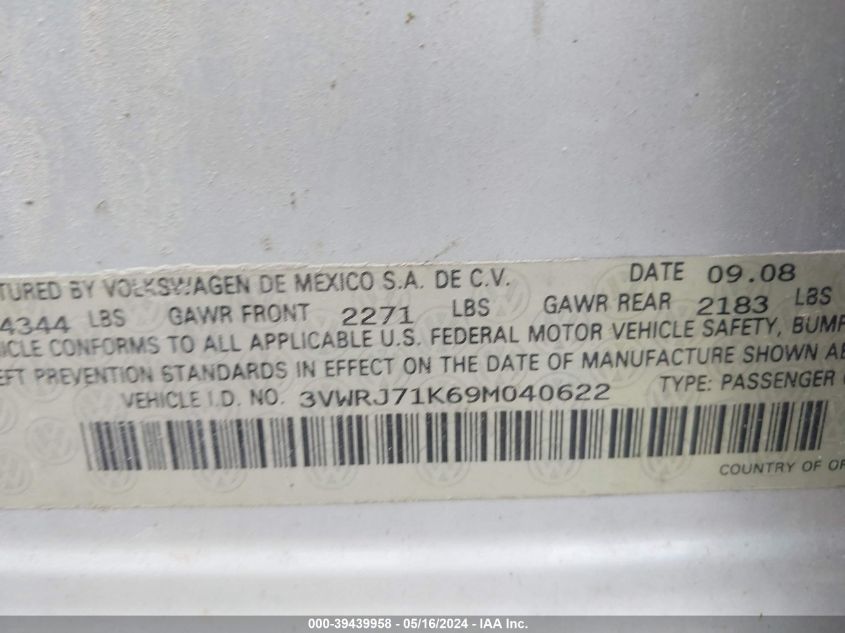 TURED BY VOLKSWAGEN DE MEXICO S.A. DE C.V. DATE 09.08
4344 LBS GAWR FRONT 2271 LBS GAWR REAR 2183 LBS
ICLE CONFORMS TO ALL APPLICABLE U.S. FEDERAL MOTOR VEHICLE SAFETY, BUMP
EFT PREVENTION STANDARDS IN EFFECT ON THE DATE OF MANUFACTURE SHOWN AB
VEHICLE I.D. NO. 3VWRJ71K69M040622 TYPE: PASSENGER
COUNTRY OF OR
000-39439958 - 05/16/2024 - IAA Inc.